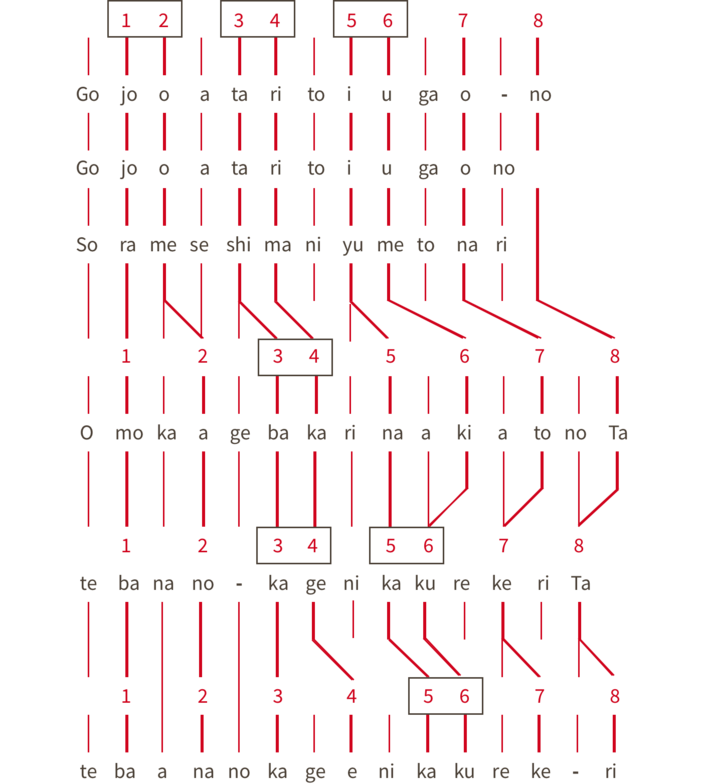 1 2 3 4 5 6 7 8
Go jo o a ta ri to i u ga o - no
Go jo o a ta ri to i u ga o no
So ra me se shi ma ni yu me to na ri
1 2 3 4 5 6 7 8
O mo ka a ge ba ka ri na a ki a to no Ta
1 2 3 4 5 6 7 8
te ba na no - ka ge ni ka ku re ke ri Ta
1 2 3 4 5 6 7 8
te ba a na no ka ge e ni ka ku re ke - ri